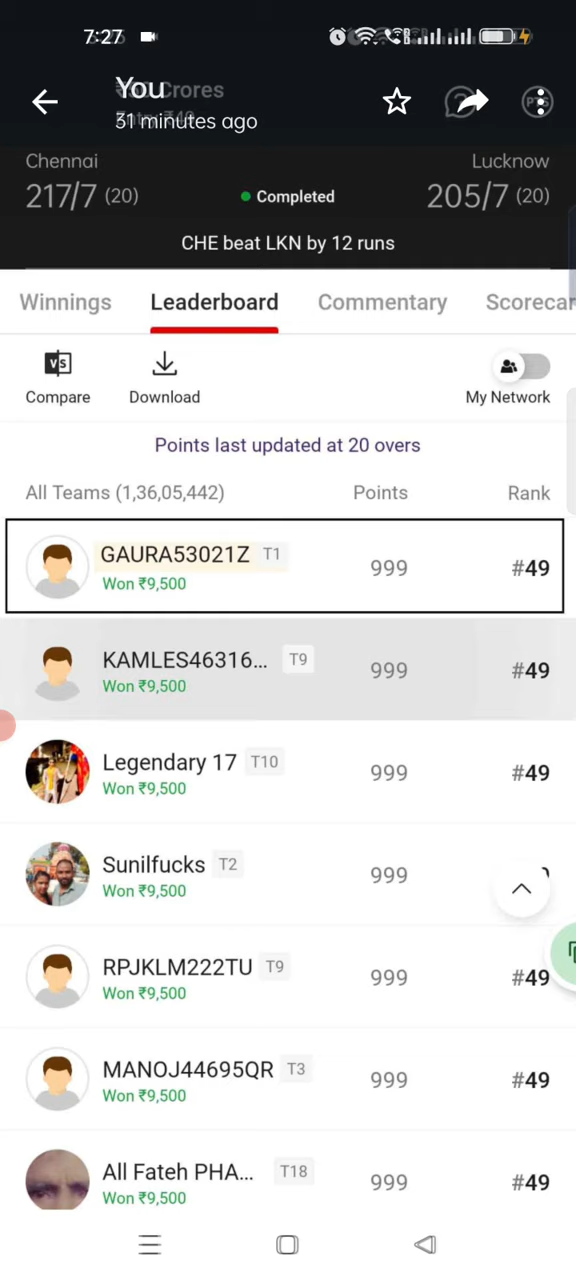 7:27
You
31 minutes ago
Chennai
Lucknow
217/7 (20)
Completed
205/7 (20)
CHE beat LKN by 12 runs
Winnings
Leaderboard
Commentary
Scorecar
VS
Compare
Download
My Network
Points last updated at 20 overs
All Teams (1,36,05,442)
Points
Rank
GAURA53021Z T1
Won ₹9,500
999
#49
KAMLES46316... T9
Won ₹9,500
999
#49
Legendary 17 T10
Won ₹9,500
999
#49
Sunilfucks T2
Won ₹9,500
999
RPJKLM222TU T9
Won ₹9,500
999
#49
MANOJ44695QR T3
Won ₹9,500
999
#49
All Fateh PHA... T18
Won ₹9,500
999
#49